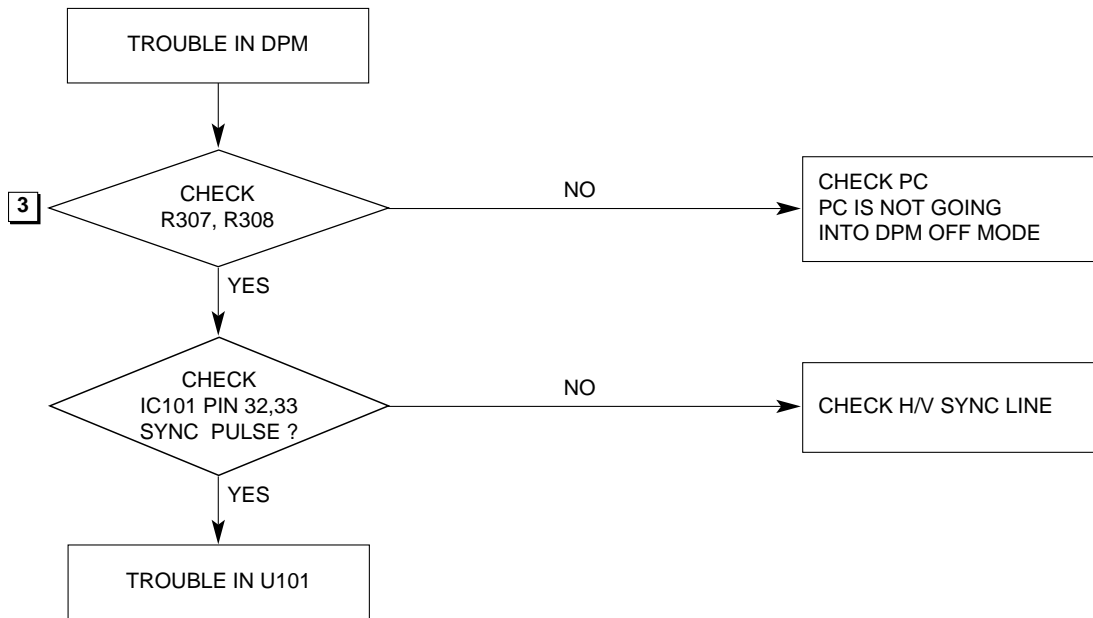 TROUBLE IN DPM
3
CHECK
R307, R308
NO
CHECK PC
PC IS NOT GOING
INTO DPM OFF MODE
YES
CHECK
IC101 PIN 32,33
SYNC PULSE ?
NO
CHECK H/V SYNC LINE
YES
TROUBLE IN U101